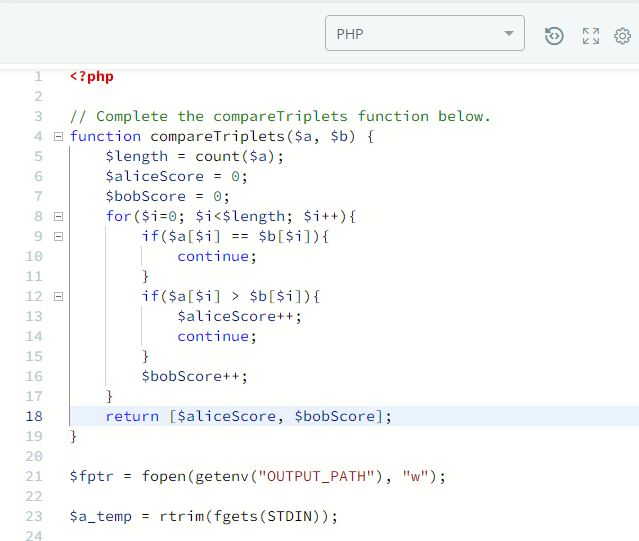 PHP
1 <?php
2
3 // Complete the compareTriplets function below.
4 function compareTriplets($a, $b) {
5     $length = count($a);
6     $aliceScore = 0;
7     $bobScore = 0;
8     for($i=0; $i<$length; $i++){
9         if($a[$i] == $b[$i]){
10             continue;
11         }
12         if($a[$i] > $b[$i]){
13             $aliceScore++;
14             continue;
15         }
16         $bobScore++;
17     }
18     return [$aliceScore, $bobScore];
19 }
20
21 $fptr = fopen(getenv("OUTPUT_PATH"), "w");
22
23 $a_temp = rtrim(fgets(STDIN));
24